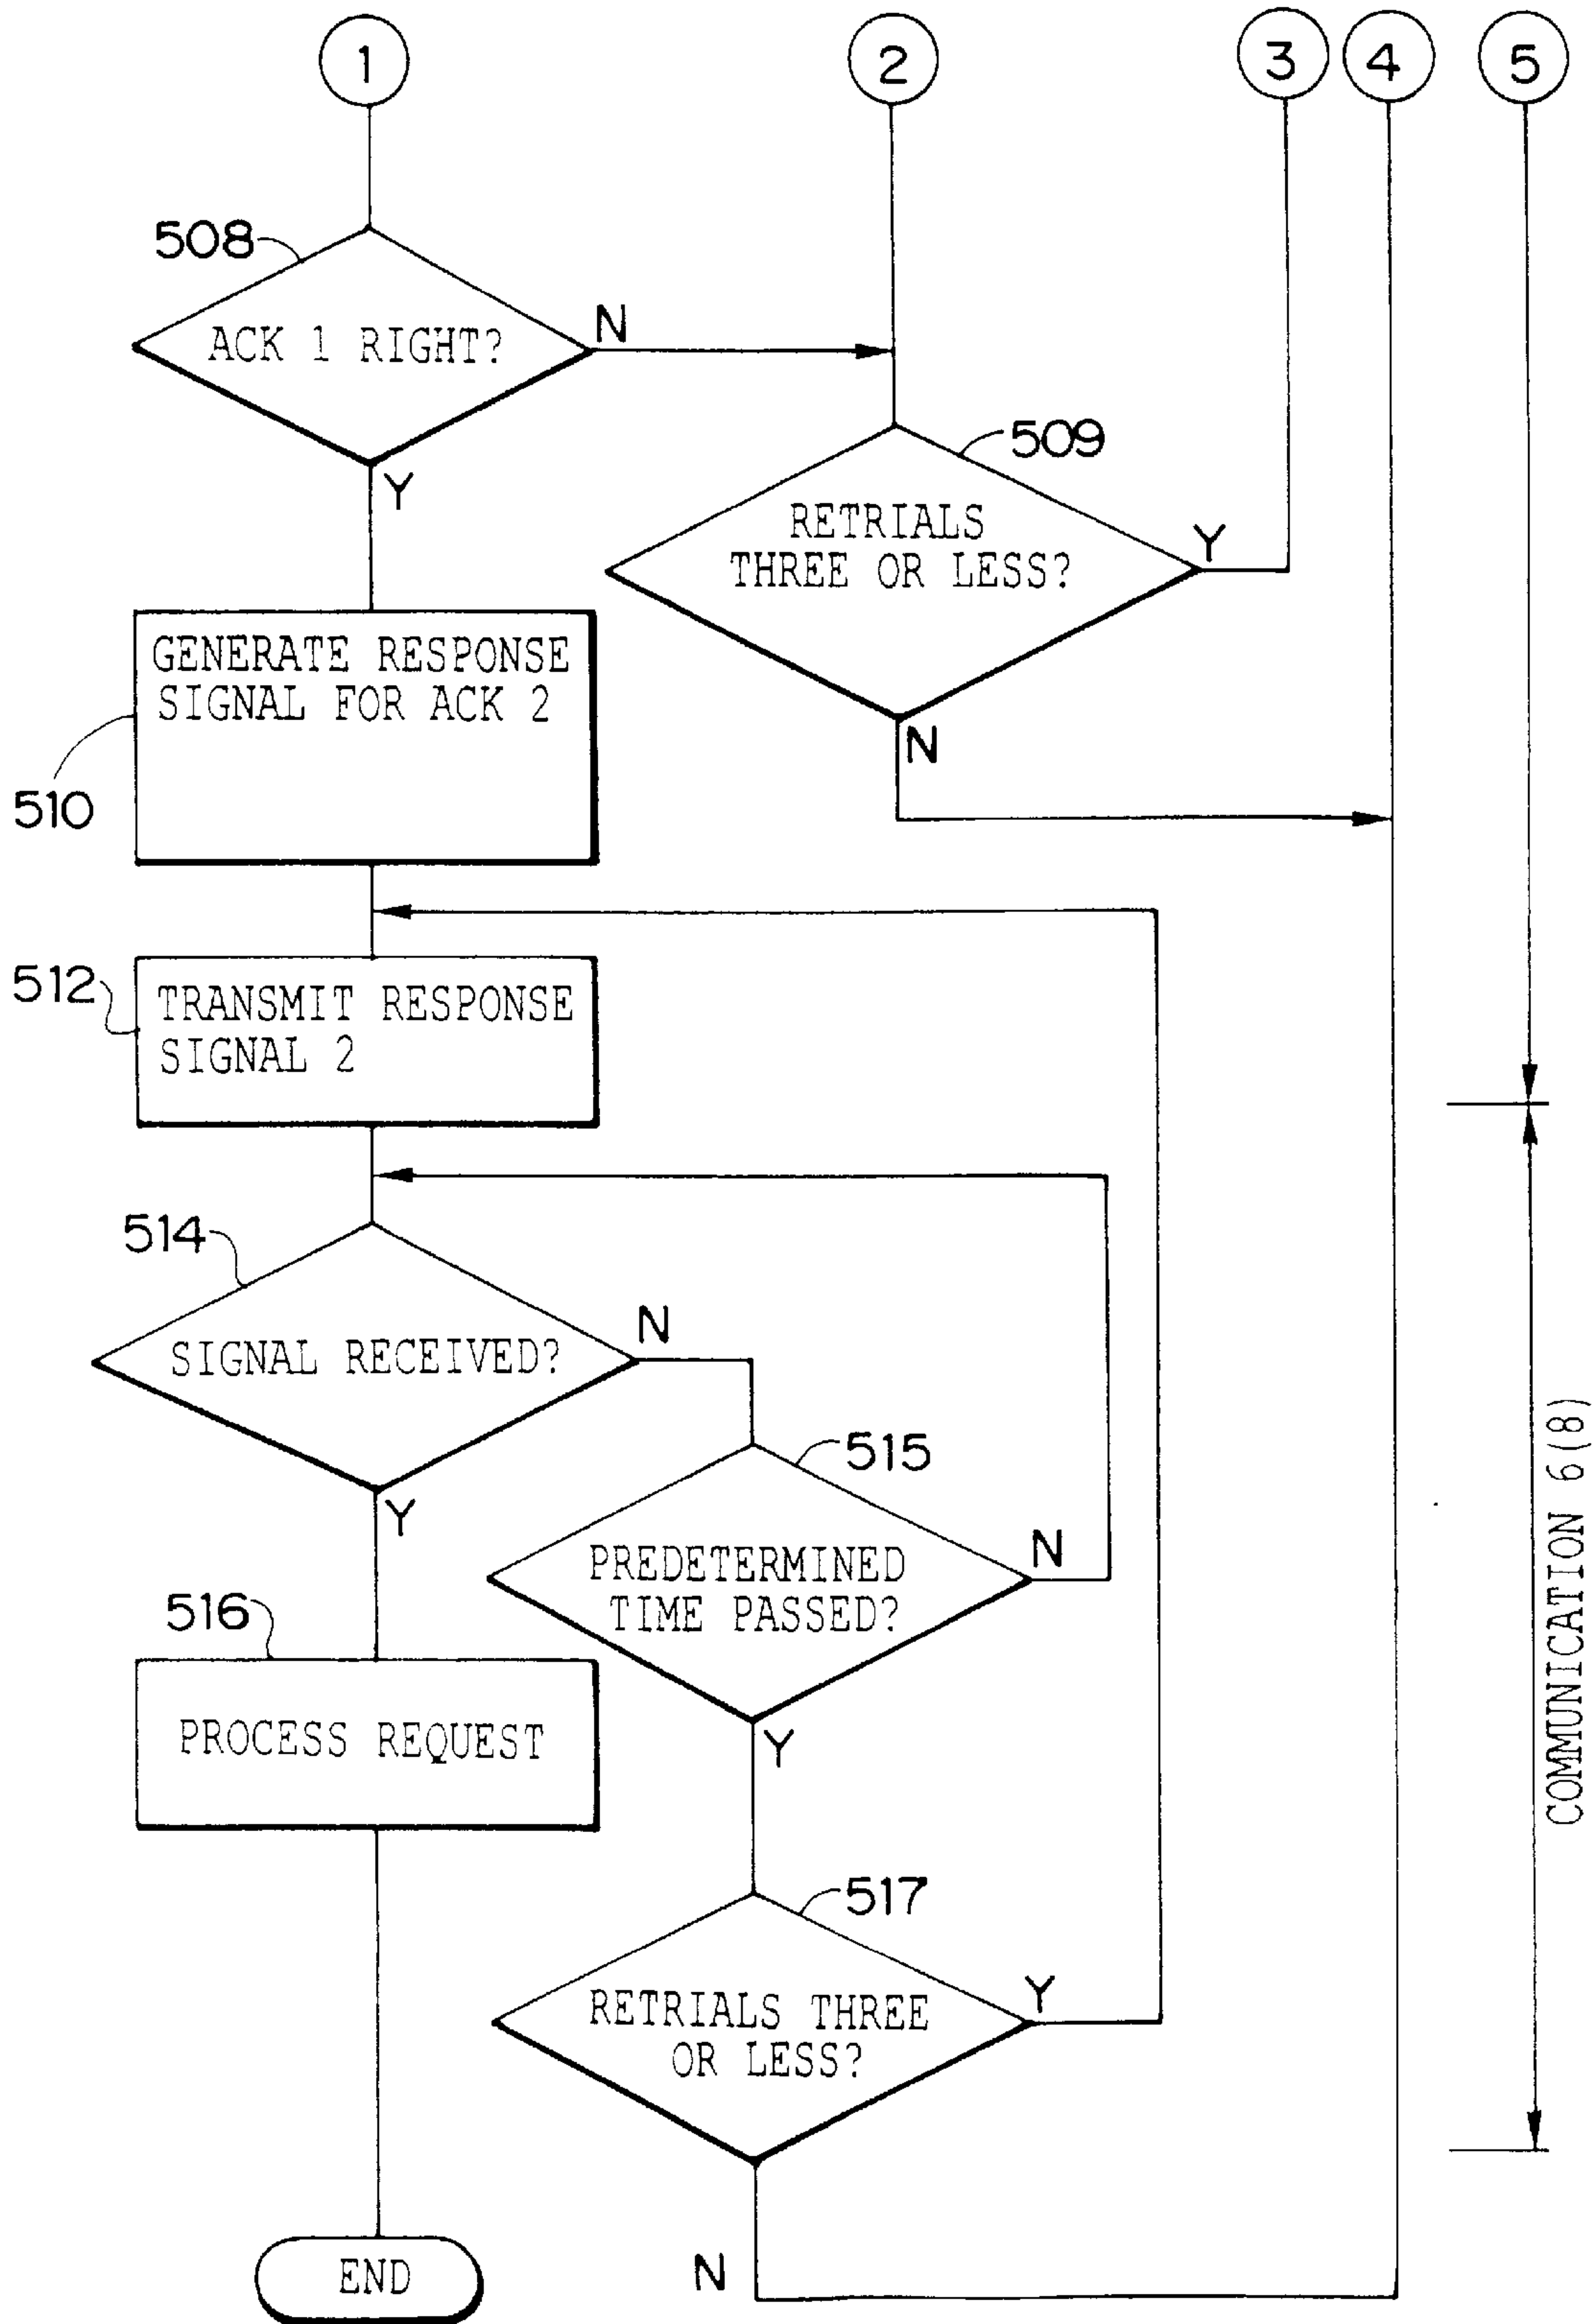 1
2
3
4
5
508
ACK 1 RIGHT?
N
Y
509
RETRIALS
THREE OR LESS?
Y
N
GENERATE RESPONSE
SIGNAL FOR ACK 2
510
512
TRANSMIT RESPONSE
SIGNAL 2
514
SIGNAL RECEIVED?
N
Y
515
PREDETERMINED
TIME PASSED?
N
Y
516
PROCESS REQUEST
517
RETRIALS THREE
OR LESS?
Y
N
END
COMMUNICATION 6(8)